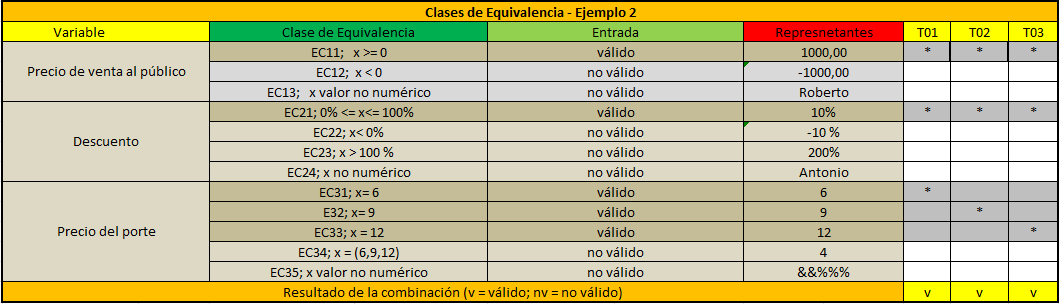 Clases de Equivalencia - Ejemplo 2
Variable Clase de Equivalencia Entrada Represnetantes T01 T02 T03
Precio de venta al público
EC11; x >= 0 válido 1000,00 * * *
EC12; x < 0 no válido -1000,00
EC13; x valor no numérico no válido Roberto
Descuento
EC21; 0% <= x<= 100% válido 10% * * *
EC22; x< 0% no válido -10 %
EC23; x > 100 % no válido 200%
EC24; x no numérico no válido Antonio
Precio del porte
EC31; x= 6 válido 6 *
E32; x= 9 válido 9 *
EC33; x = 12 válido 12 *
EC34; x = (6,9,12) no válido 4
EC35; x valor no numérico no válido &&%%%
Resultado de la combinación (v = válido; nv = no válido) v v v